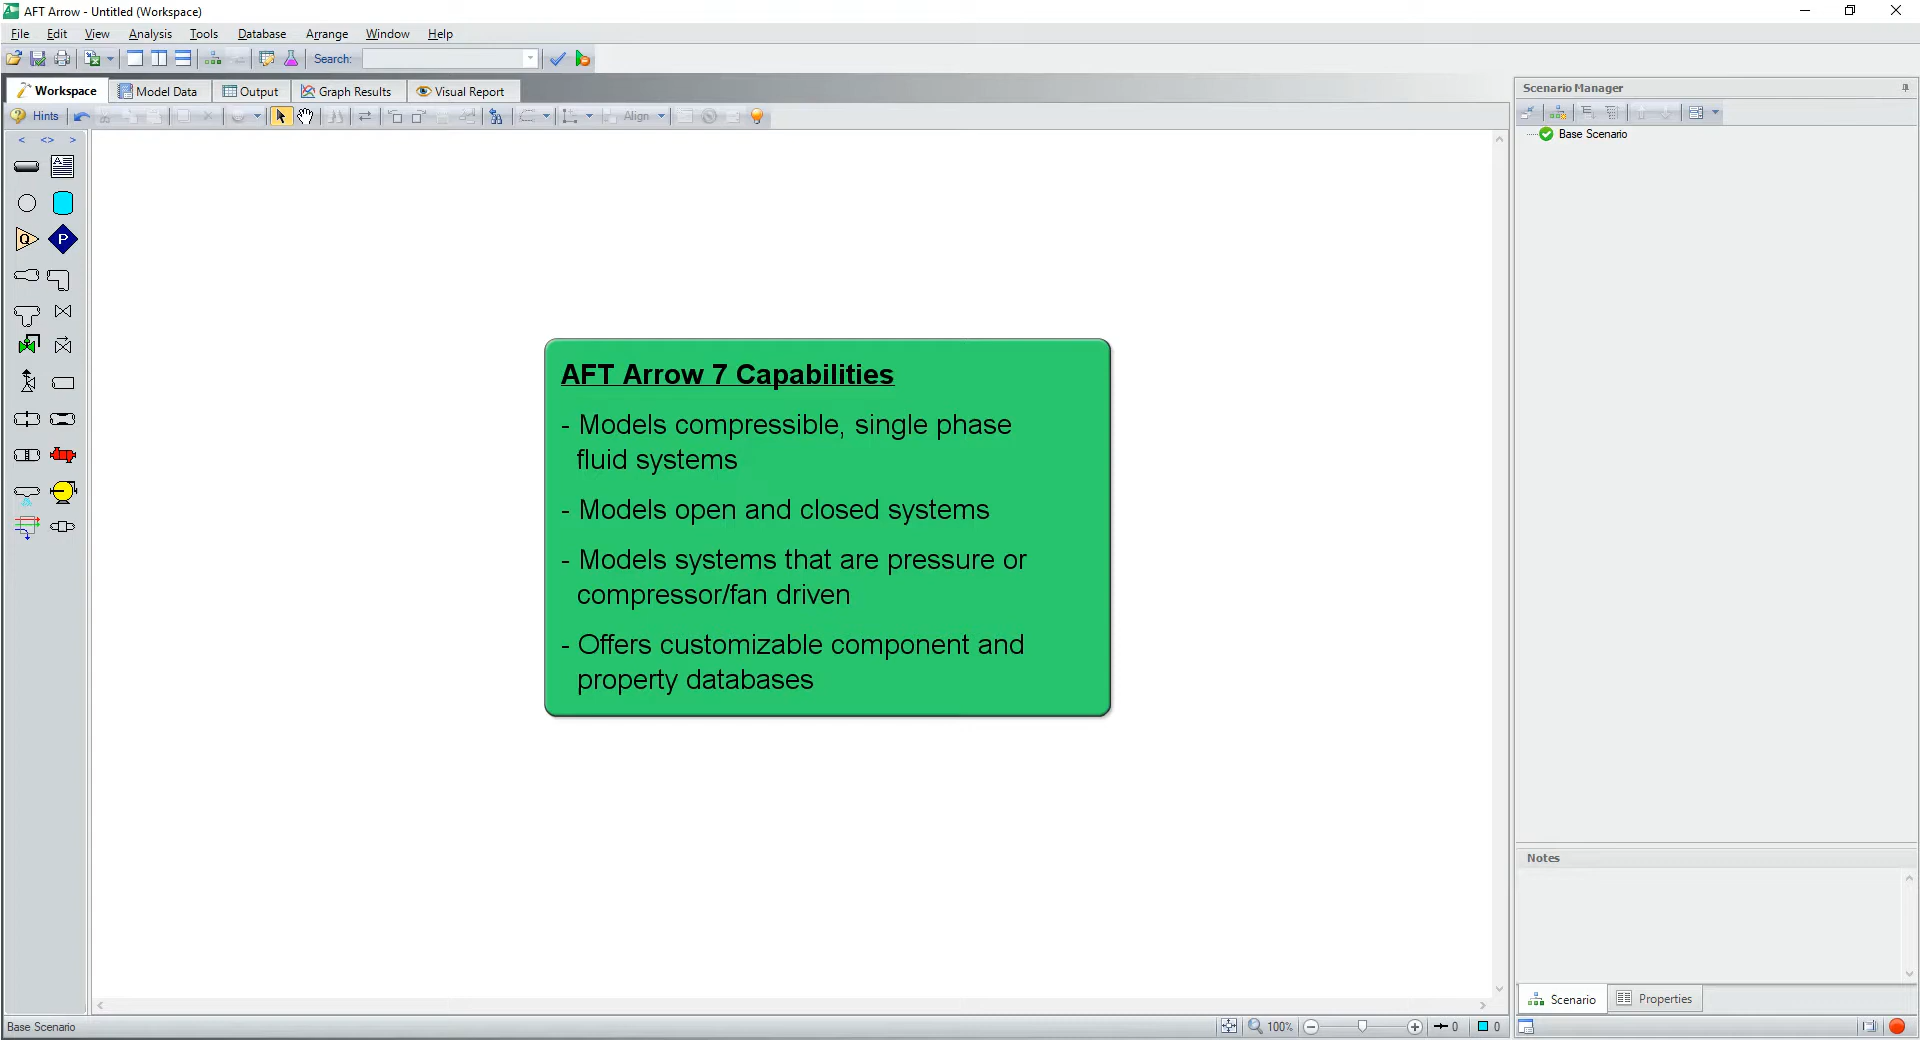 AFT Arrow - Untitled (Workspace)
File Edit View Analysis Tools Database Arrange Window Help
Search:
Workspace Model Data Output Graph Results Visual Report
Hints Align
< <> >
A
Q P
AFT Arrow 7 Capabilities
- Models compressible, single phase
fluid systems
- Models open and closed systems
- Models systems that are pressure or
compressor/fan driven
- Offers customizable component and
property databases
Scenario Manager
Base Scenario
Notes
Scenario Properties
Base Scenario
100% 0 0